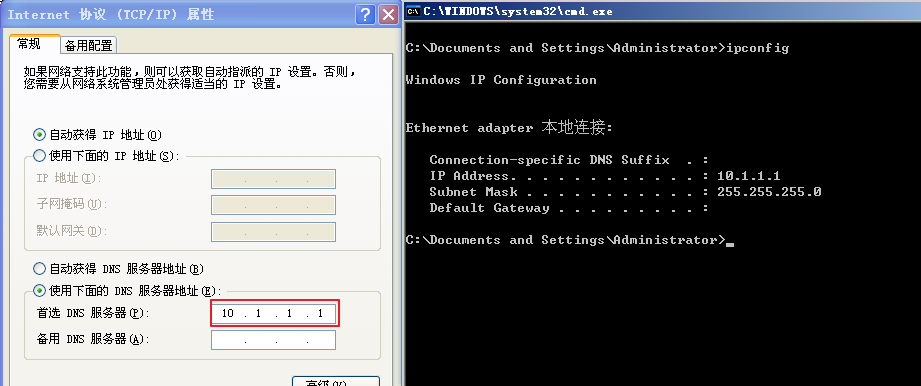 Internet 协议 (TCP/IP) 属性
常规
备用配置
如果网络支持此功能，则可以获取自动指派的 IP 设置。否则，
您需要从网络系统管理员处获得适当的 IP 设置。
自动获得 IP 地址(O)
使用下面的 IP 地址(S):
IP 地址(I):
子网掩码(U):
默认网关(D):
自动获得 DNS 服务器地址(B)
使用下面的 DNS 服务器地址(E):
首选 DNS 服务器(P):
10 . 1 . 1 . 1
备用 DNS 服务器(A):
高级(V)...
C:\WINDOWS\system32\cmd.exe
C:\Documents and Settings\Administrator>ipconfig
Windows IP Configuration
Ethernet adapter 本地连接:
Connection-specific DNS Suffix  . :
IP Address. . . . . . . . . . . . : 10.1.1.1
Subnet Mask . . . . . . . . . . . : 255.255.255.0
Default Gateway . . . . . . . . . :
C:\Documents and Settings\Administrator>_